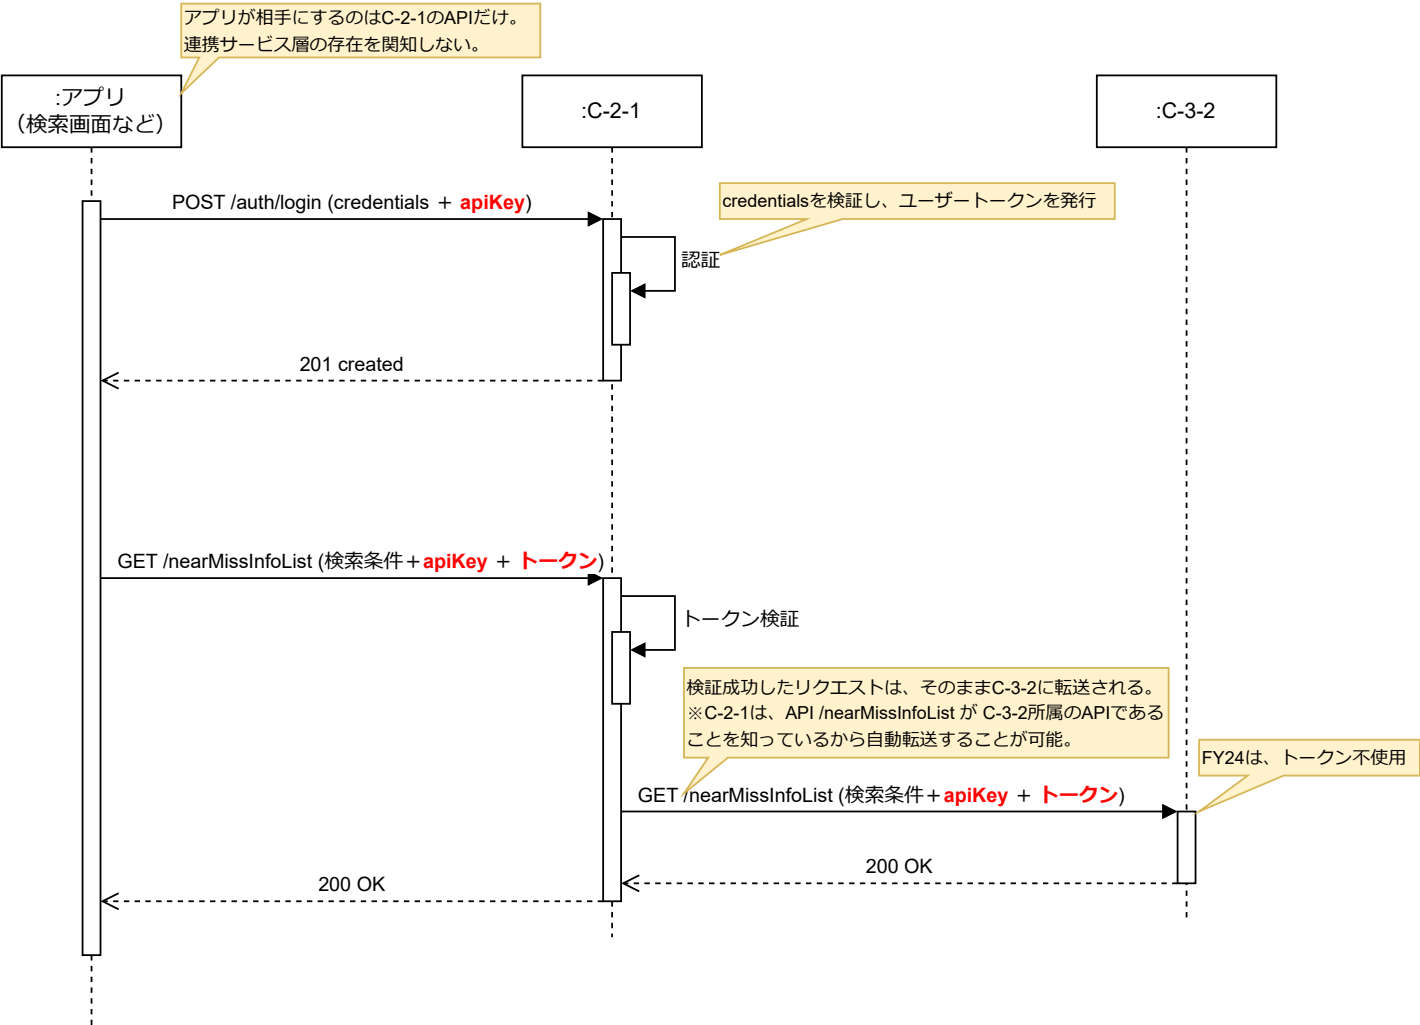 アプリが相手にするのはC-2-1のAPIだけ。
連携サービス層の存在を関知しない。
:アプリ
（検索画面など）
:C-2-1
:C-3-2
POST /auth/login (credentials ＋ apiKey)
credentialsを検証し、ユーザートークンを発行
認証
201 created
GET /nearMissInfoList (検索条件＋apiKey ＋ トークン)
トークン検証
検証成功したリクエストは、そのままC-3-2に転送される。
※C-2-1は、API /nearMissInfoList が C-3-2所属のAPIである
ことを知っているから自動転送することが可能。
FY24は、トークン不使用
GET /nearMissInfoList (検索条件＋apiKey ＋ トークン)
200 OK
200 OK